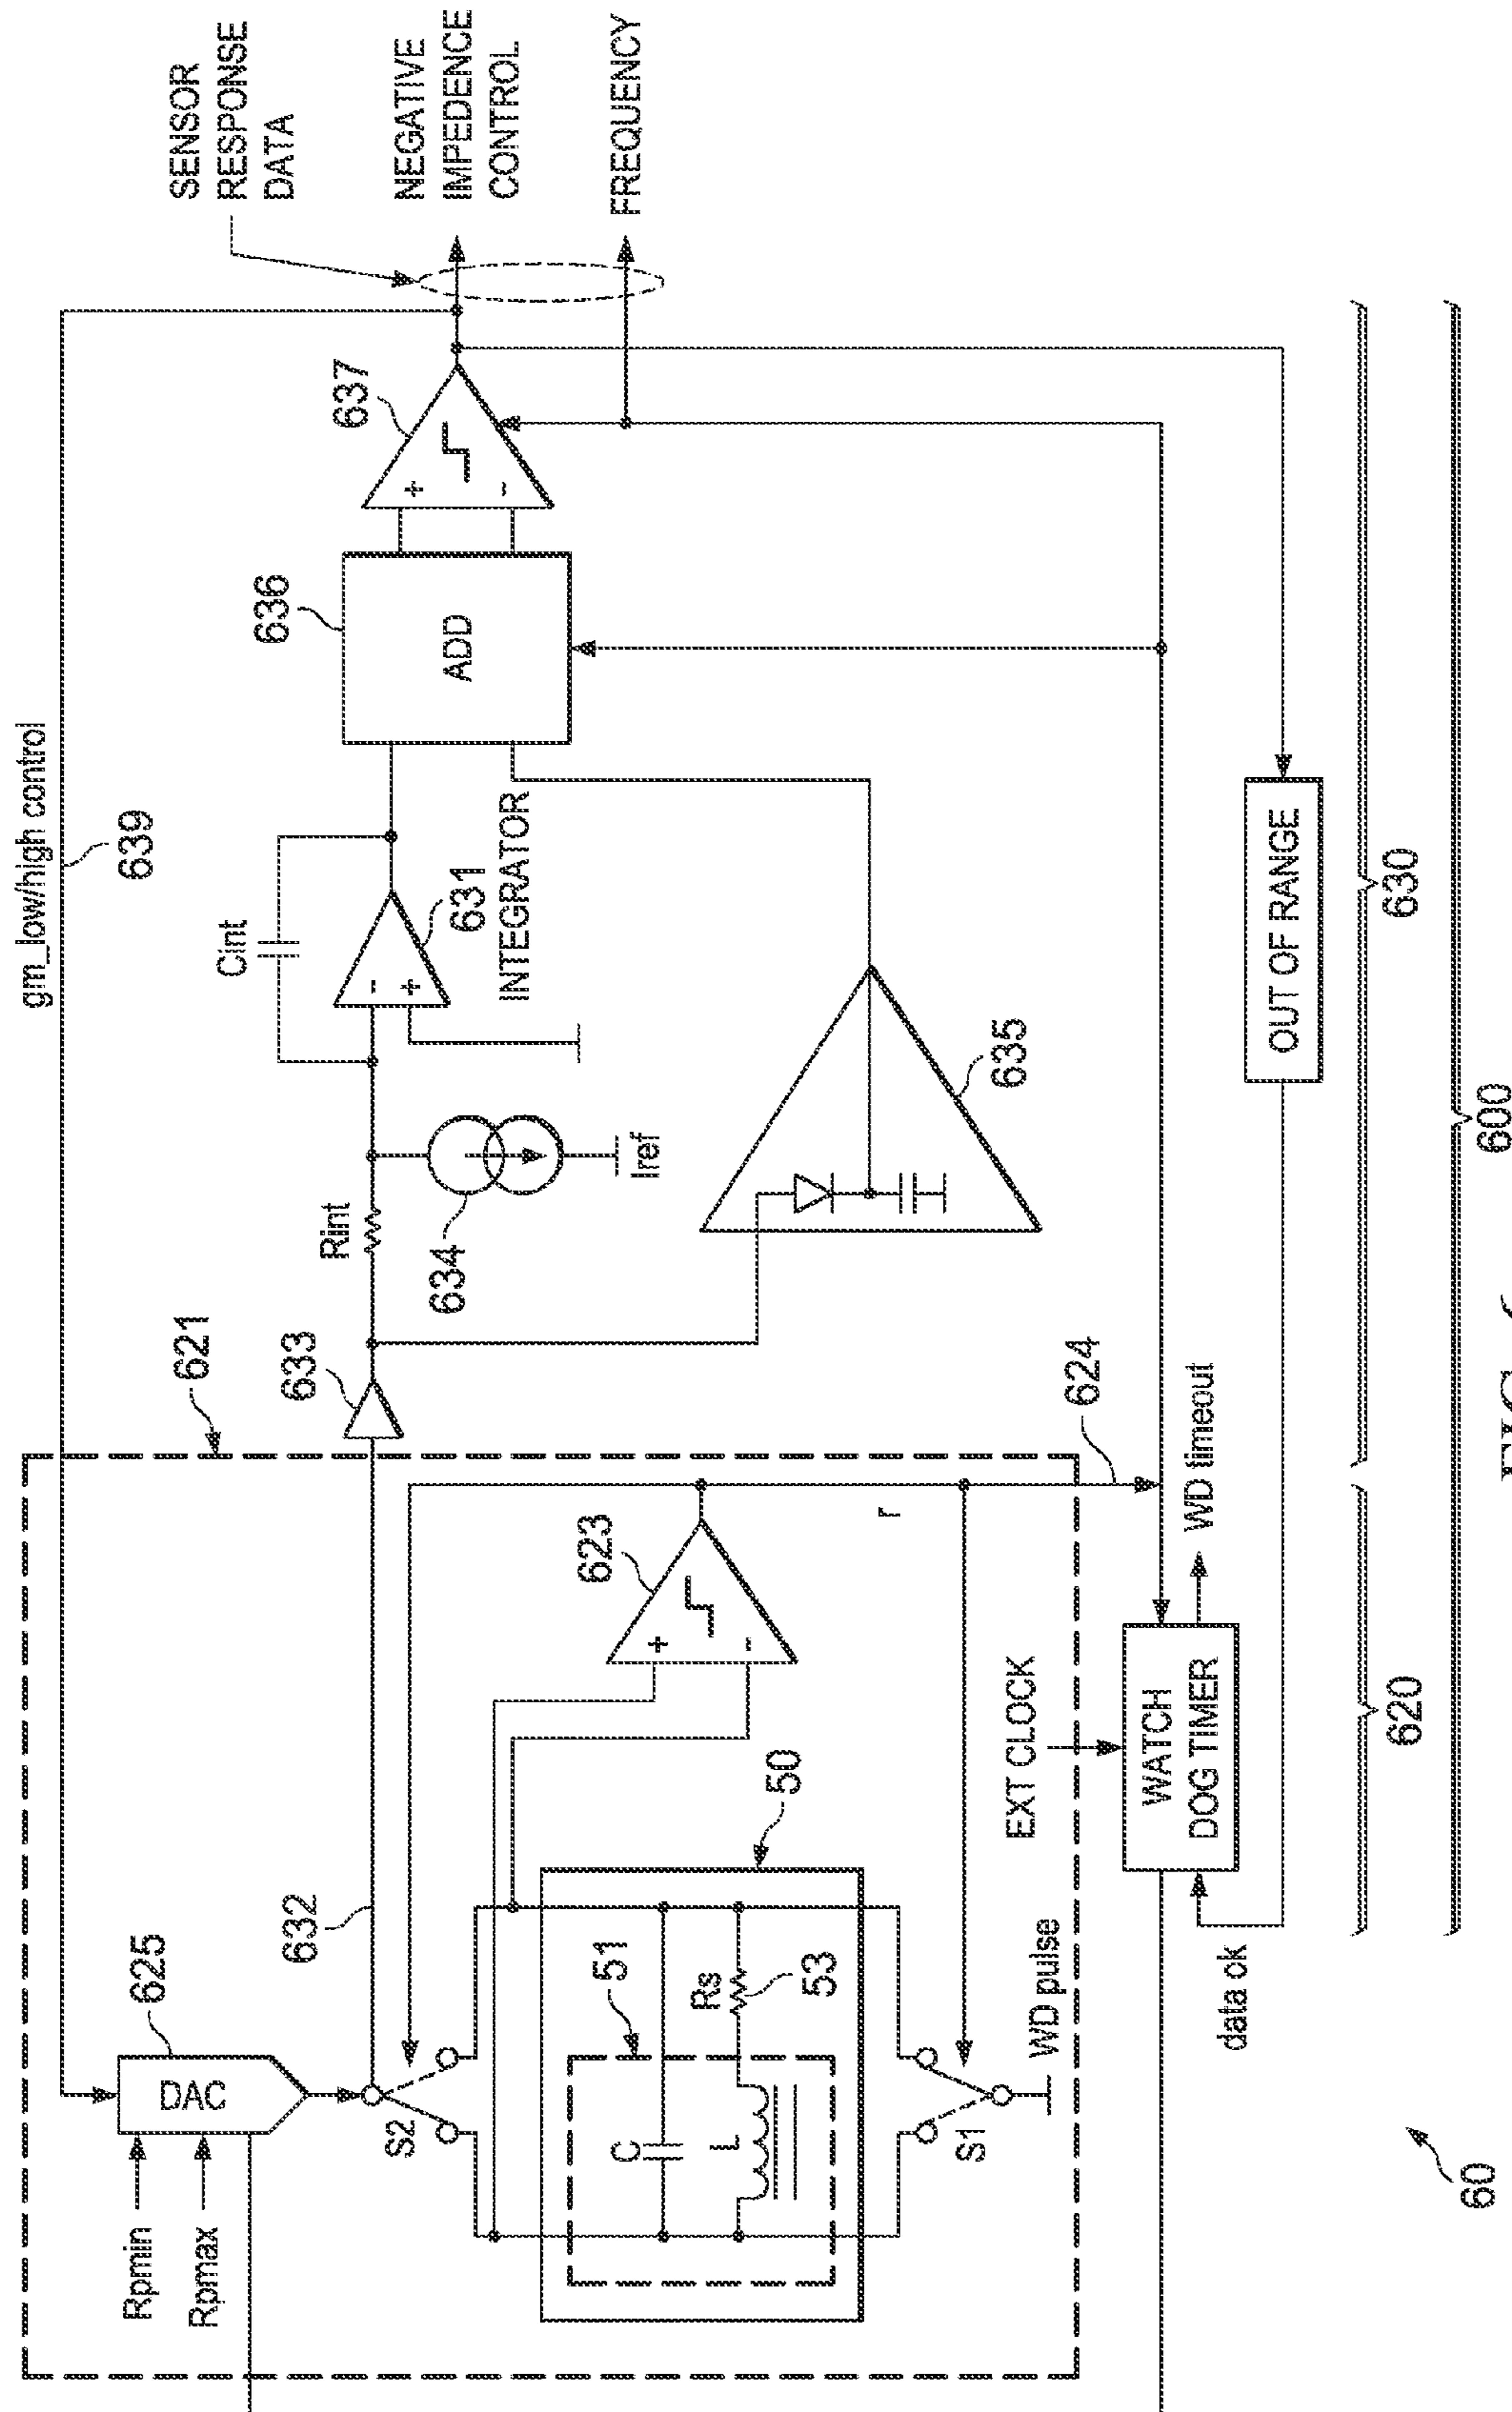 gm_low/high control
639
SENSOR
RESPONSE
DATA
NEGATIVE
IMPEDENCE
CONTROL
FREQUENCY
637
+
-
636
ADD
Cint
-
+
631
INTEGRATOR
Rint
634
Iref
635
633
621
632
625
DAC
Rpmin
Rpmax
S2
623
+
-
r
624
50
51
C
L
Rs
53
S1
WD pulse
EXT CLOCK
WATCH
DOG TIMER
WD timeout
data ok
OUT OF RANGE
620
630
600
60